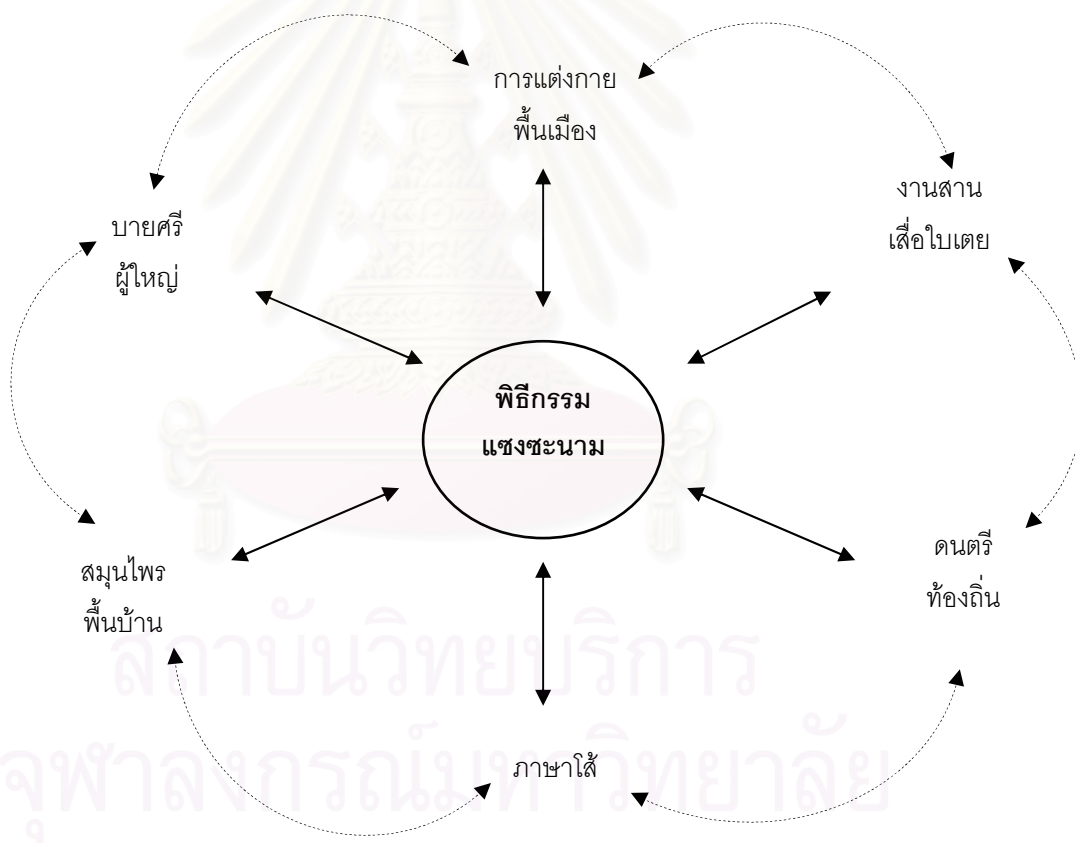 การแต่งกาย
พื้นเมือง
งานสาน
เสื่อใบเตย
บายศรี
ผู้ใหญ่
พิธีกรรม
แซงซะนาม
ดนตรี
ท้องถิ่น
สมุนไพร
พื้นบ้าน
ภาษาโส้
สถาบันวิทยบริการ
จุฬาลงกรณ์มหาวิทยาลัย